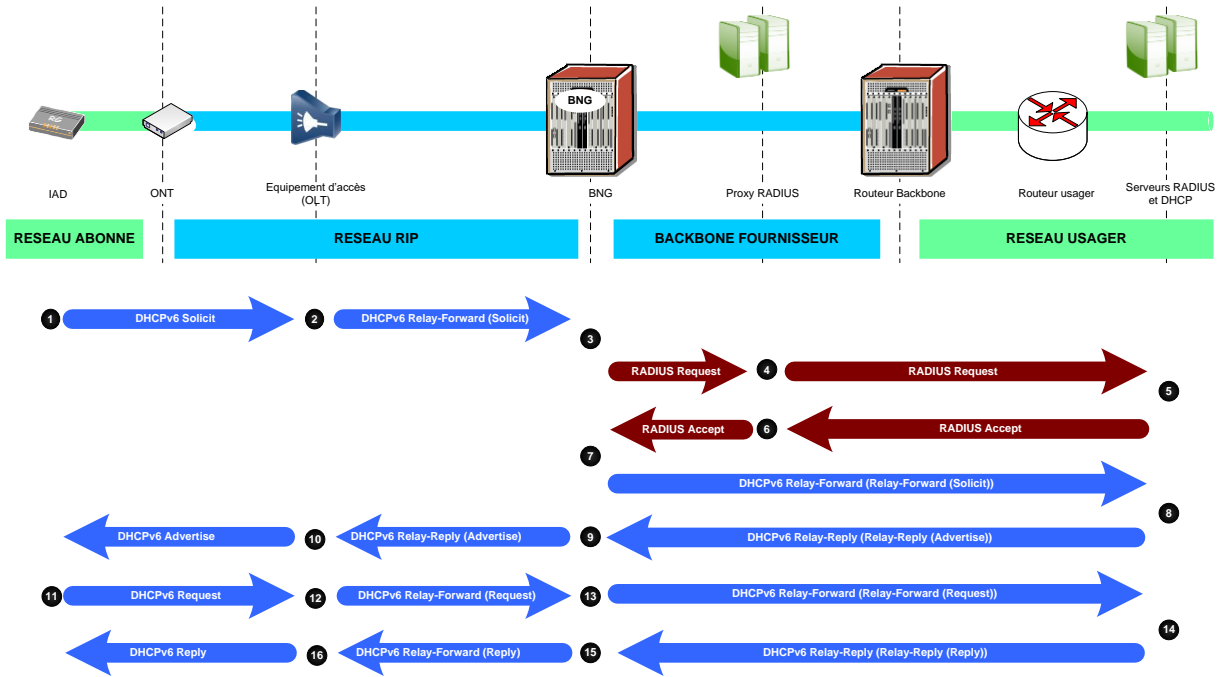 BNG
RG
IAD
ONT
Equipement d'accès
(OLT)
BNG
Proxy RADIUS
Routeur Backbone
Routeur usager
Serveurs RADIUS
et DHCP
RESEAU ABONNE
RESEAU RIP
BACKBONE FOURNISSEUR
RESEAU USAGER
1
DHCPv6 Solicit
2
DHCPv6 Relay-Forward (Solicit)
3
RADIUS Request
4
RADIUS Request
5
RADIUS Accept
6
RADIUS Accept
7
DHCPv6 Relay-Forward (Relay-Forward (Solicit))
8
DHCPv6 Advertise
10
DHCPv6 Relay-Reply (Advertise)
9
DHCPv6 Relay-Reply (Relay-Reply (Advertise))
11
DHCPv6 Request
12
DHCPv6 Relay-Forward (Request)
13
DHCPv6 Relay-Forward (Relay-Forward (Request))
14
DHCPv6 Reply
16
DHCPv6 Relay-Forward (Reply)
15
DHCPv6 Relay-Reply (Relay-Reply (Reply))